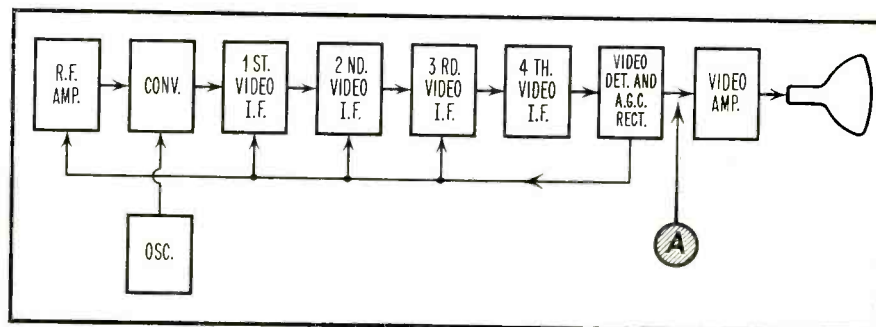 R.F.
AMP.
CONV.
1 ST.
VIDEO
I.F.
2 ND.
VIDEO
I.F.
3 RD.
VIDEO
I.F.
4 TH.
VIDEO
I.F.
VIDEO
DET. AND
A.G.C.
RECT.
VIDEO
AMP.
OSC.
A